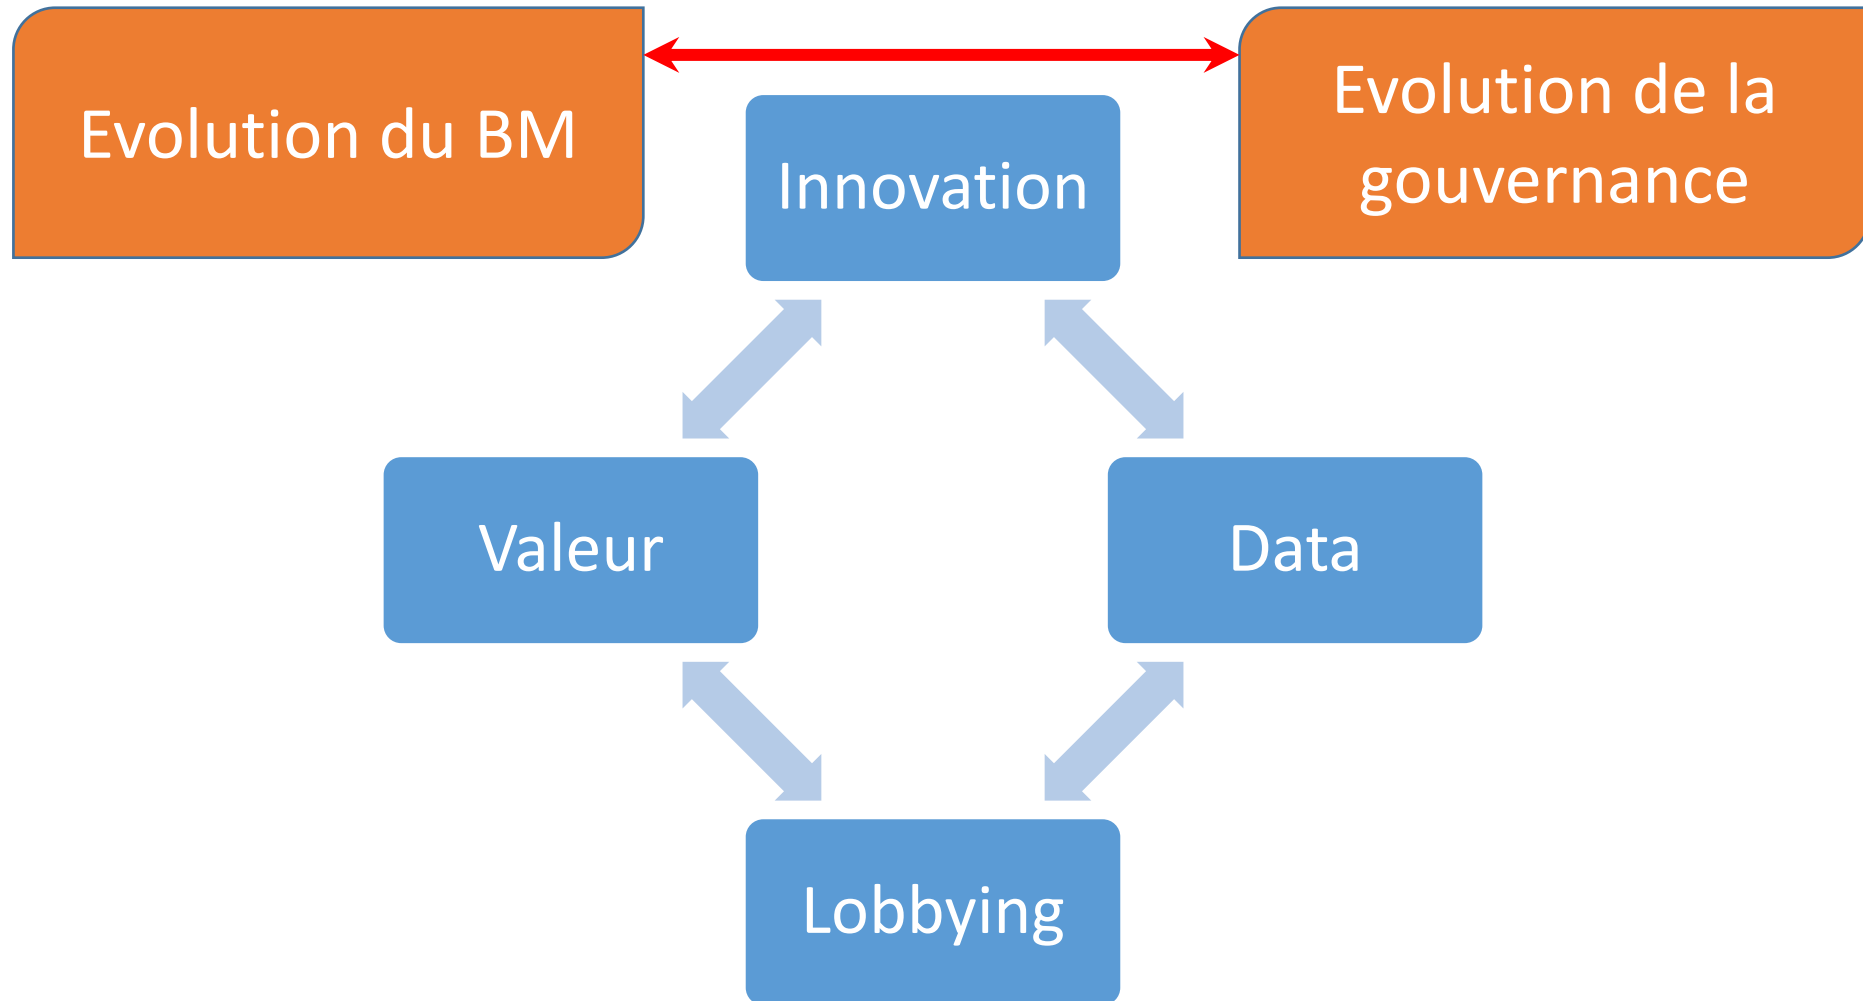 Evolution du BM
Evolution de la
gouvernance
Innovation
Valeur
Data
Lobbying